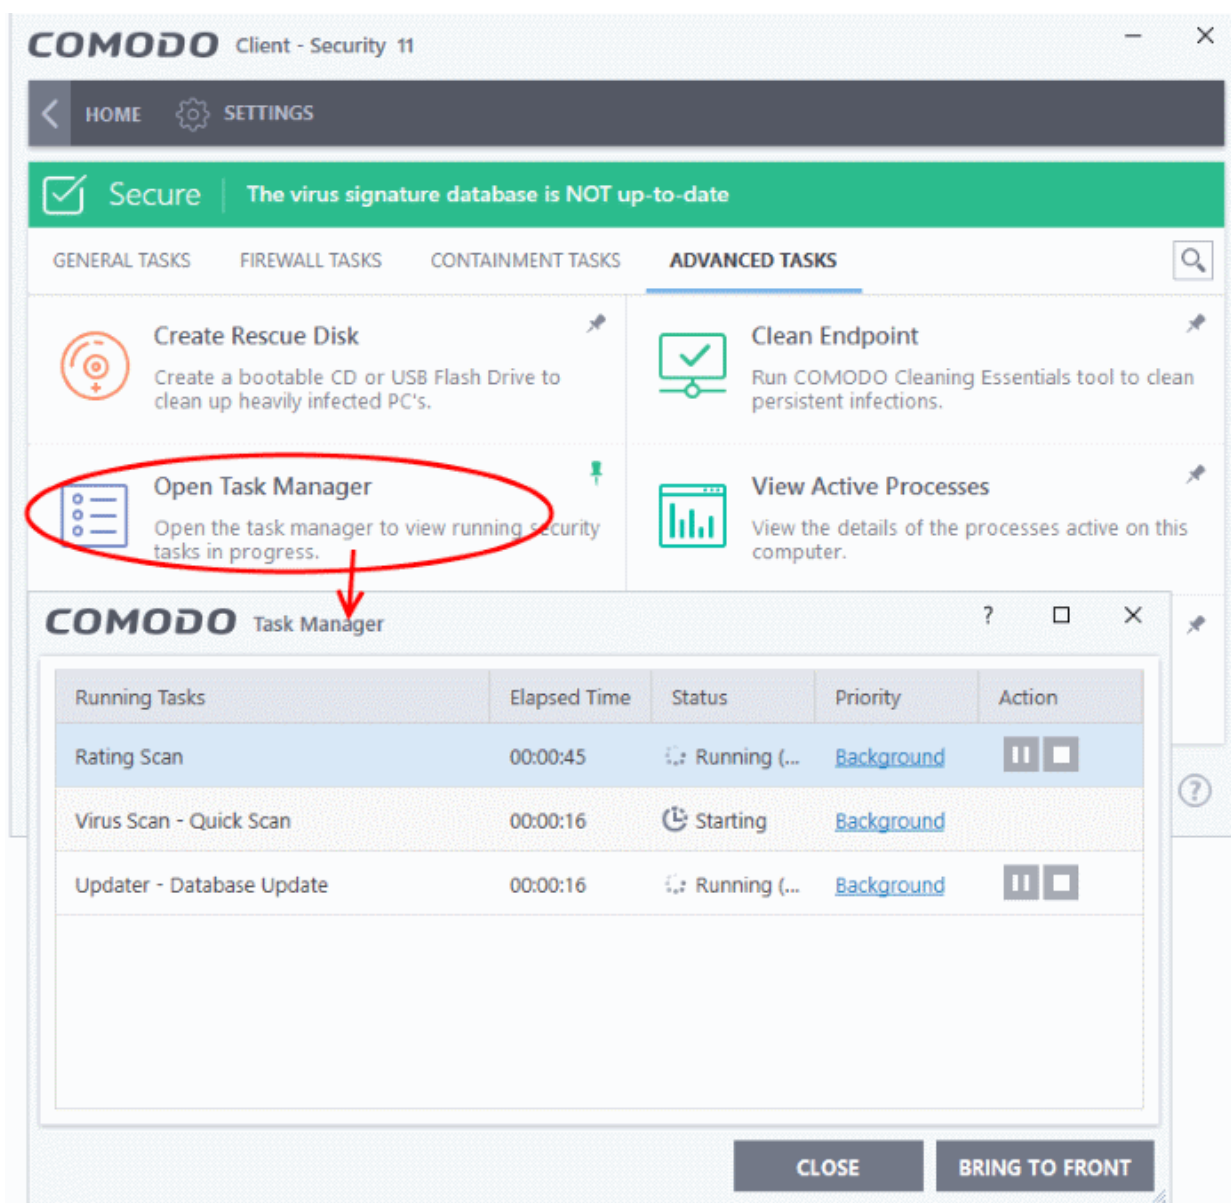 COMODO Client - Security 11
HOME SETTINGS
Secure The virus signature database is NOT up-to-date
GENERAL TASKS FIREWALL TASKS CONTAINMENT TASKS ADVANCED TASKS
Create Rescue Disk
Create a bootable CD or USB Flash Drive to
clean up heavily infected PC's.
Clean Endpoint
Run COMODO Cleaning Essentials tool to clean
persistent infections.
Open Task Manager
Open the task manager to view running security
tasks in progress.
View Active Processes
View the details of the processes active on this
computer.
COMODO Task Manager ?
Running Tasks Elapsed Time Status Priority Action
Rating Scan 00:00:45 Running (... Background
Virus Scan - Quick Scan 00:00:16 Starting Background
Updater - Database Update 00:00:16 Running (... Background
?
CLOSE BRING TO FRONT